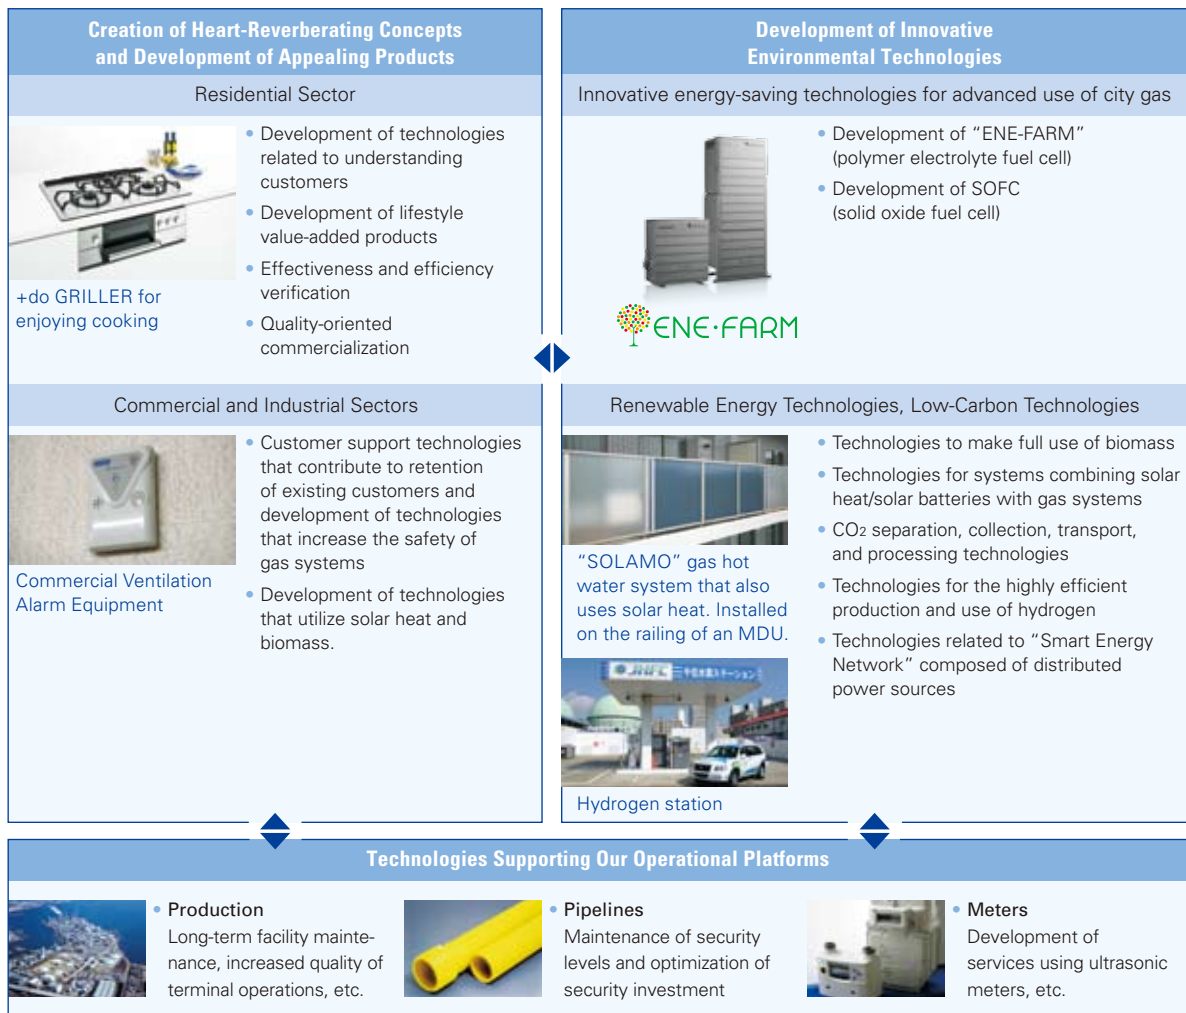 Creation of Heart-Reverberating Concepts
and Development of Appealing Products
Residential Sector
+do GRILLER for
enjoying cooking
• Development of technologies
related to understanding
customers
• Development of lifestyle
value-added products
• Effectiveness and efficiency
verification
• Quality-oriented
commercialization
Commercial and Industrial Sectors
Commercial Ventilation
Alarm Equipment
• Customer support technologies
that contribute to retention
of existing customers and
development of technologies
that increase the safety of
gas systems
• Development of technologies
that utilize solar heat and
biomass.
Development of Innovative
Environmental Technologies
Innovative energy-saving technologies for advanced use of city gas
ENE·FARM
• Development of “ENE-FARM”
(polymer electrolyte fuel cell)
• Development of SOFC
(solid oxide fuel cell)
Renewable Energy Technologies, Low-Carbon Technologies
“SOLAMO” gas hot
water system that also
uses solar heat. Installed
on the railing of an MDU.
JHFC
Hydrogen station
• Technologies to make full use of biomass
• Technologies for systems combining solar
heat/solar batteries with gas systems
• CO2 separation, collection, transport,
and processing technologies
• Technologies for the highly efficient
production and use of hydrogen
• Technologies related to “Smart Energy
Network” composed of distributed
power sources
Technologies Supporting Our Operational Platforms
• Production
Long-term facility mainte-
nance, increased quality of
terminal operations, etc.
• Pipelines
Maintenance of security
levels and optimization of
security investment
• Meters
Development of
services using ultrasonic
meters, etc.